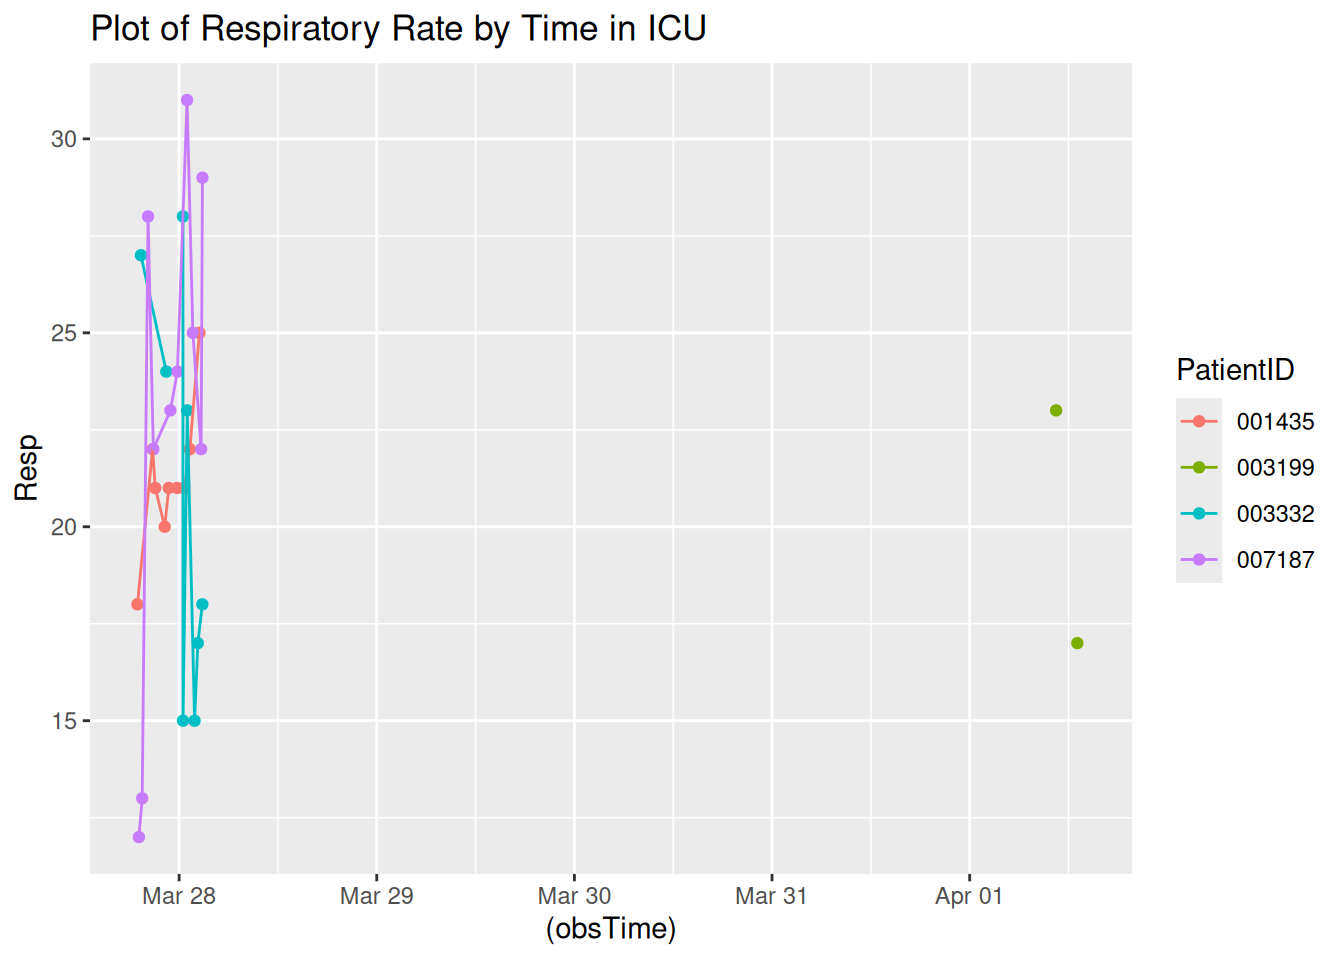 Plot of Respiratory Rate by Time in ICU
30
25
20
15
Resp
Mar 28
Mar 29
Mar 30
Mar 31
Apr 01
(obsTime)
PatientID
001435
003199
003332
007187